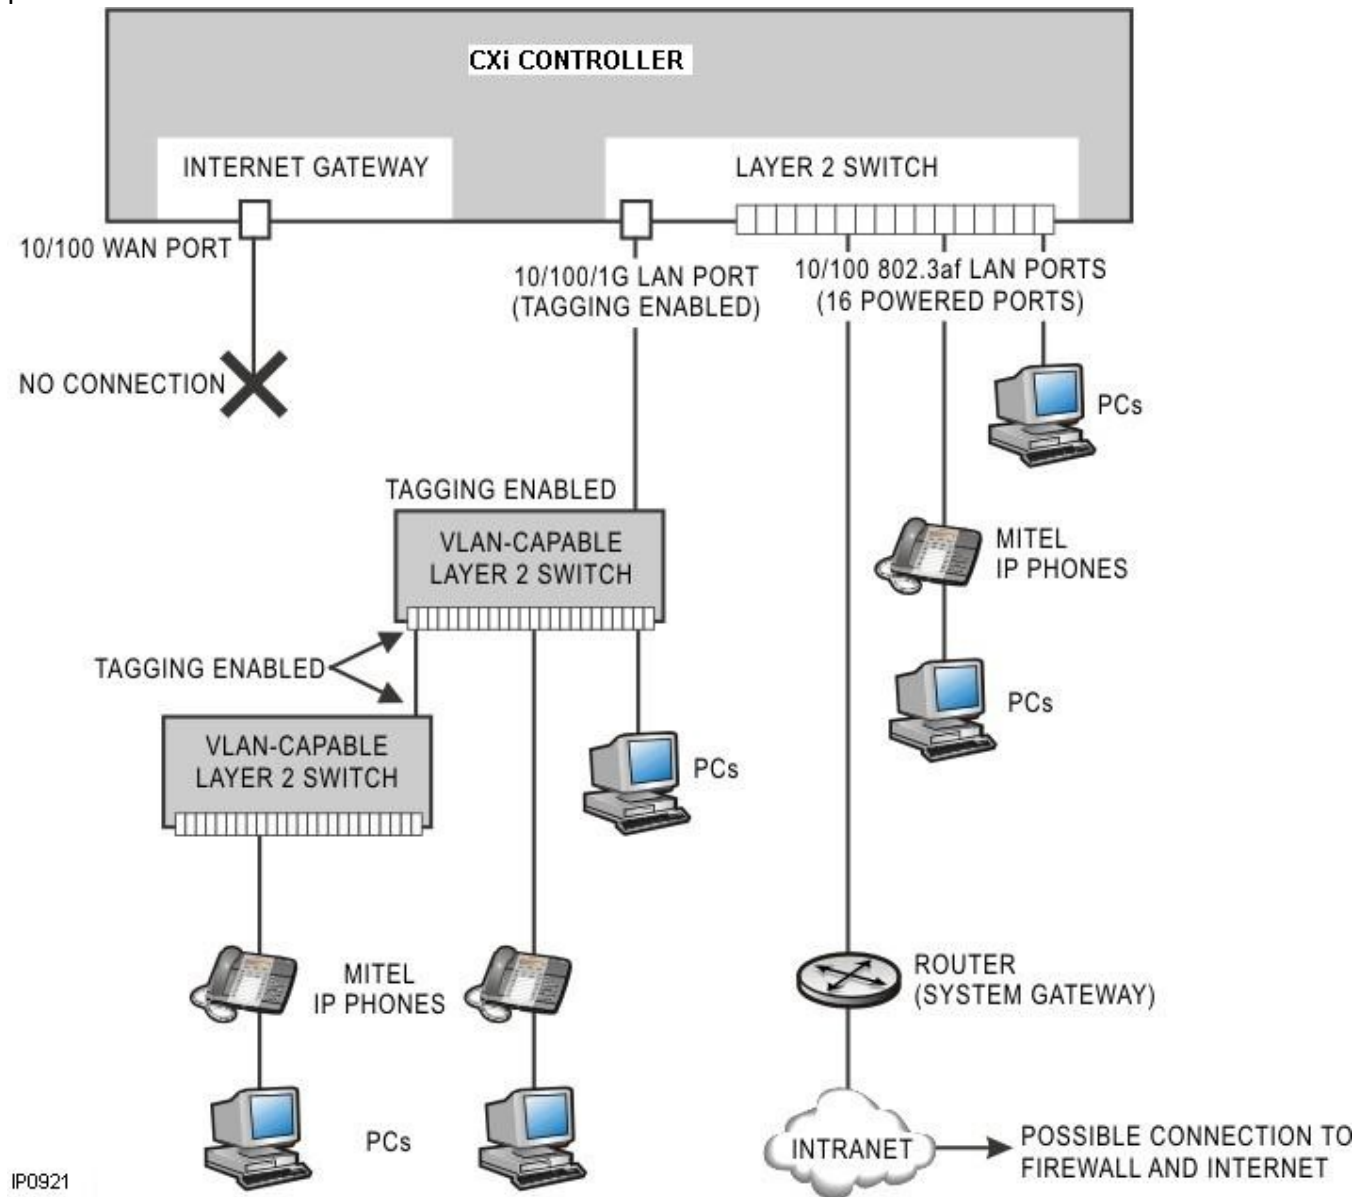 CXi CONTROLLER
INTERNET GATEWAY
LAYER 2 SWITCH
10/100 WAN PORT
10/100/1G LAN PORT
(TAGGING ENABLED)
10/100 802.3af LAN PORTS
(16 POWERED PORTS)
NO CONNECTION
PCs
TAGGING ENABLED
VLAN-CAPABLE
LAYER 2 SWITCH
MITEL
IP PHONES
TAGGING ENABLED
PCs
VLAN-CAPABLE
LAYER 2 SWITCH
PCs
MITEL
IP PHONES
ROUTER
(SYSTEM GATEWAY)
PCs
INTRANET
POSSIBLE CONNECTION TO
FIREWALL AND INTERNET
IP0921